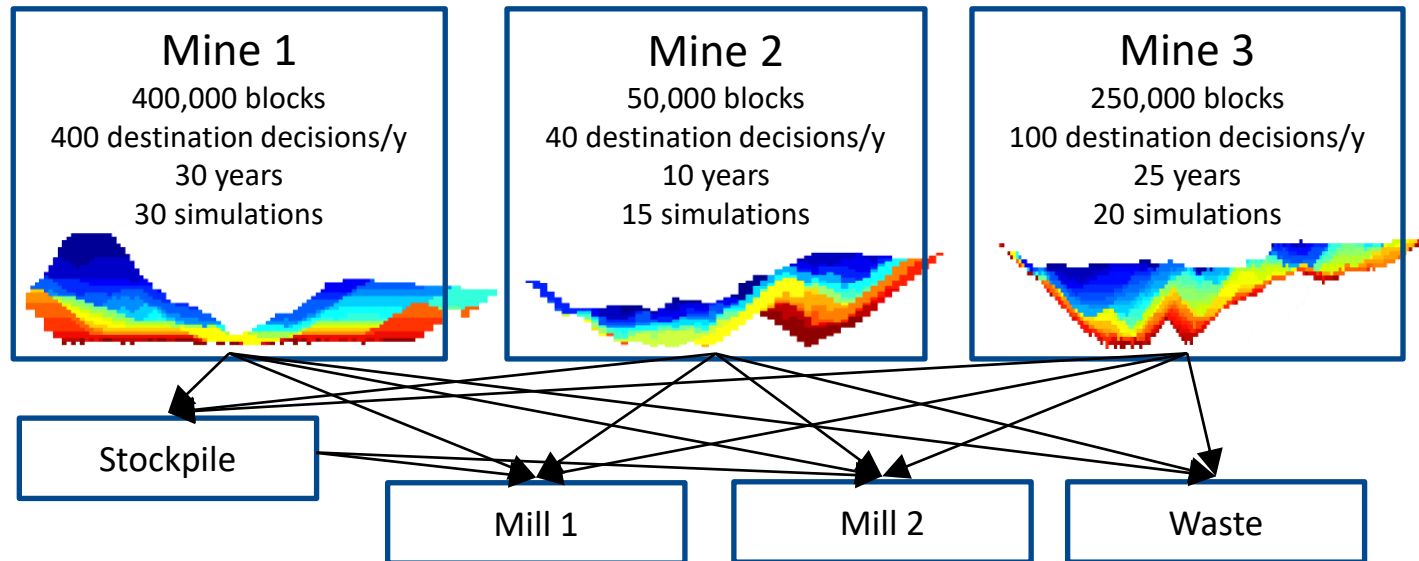 Mine 1
400,000 blocks
400 destination decisions/y
30 years
30 simulations
Mine 2
50,000 blocks
40 destination decisions/y
10 years
15 simulations
Mine 3
250,000 blocks
100 destination decisions/y
25 years
20 simulations
Stockpile
Mill 1
Mill 2
Waste